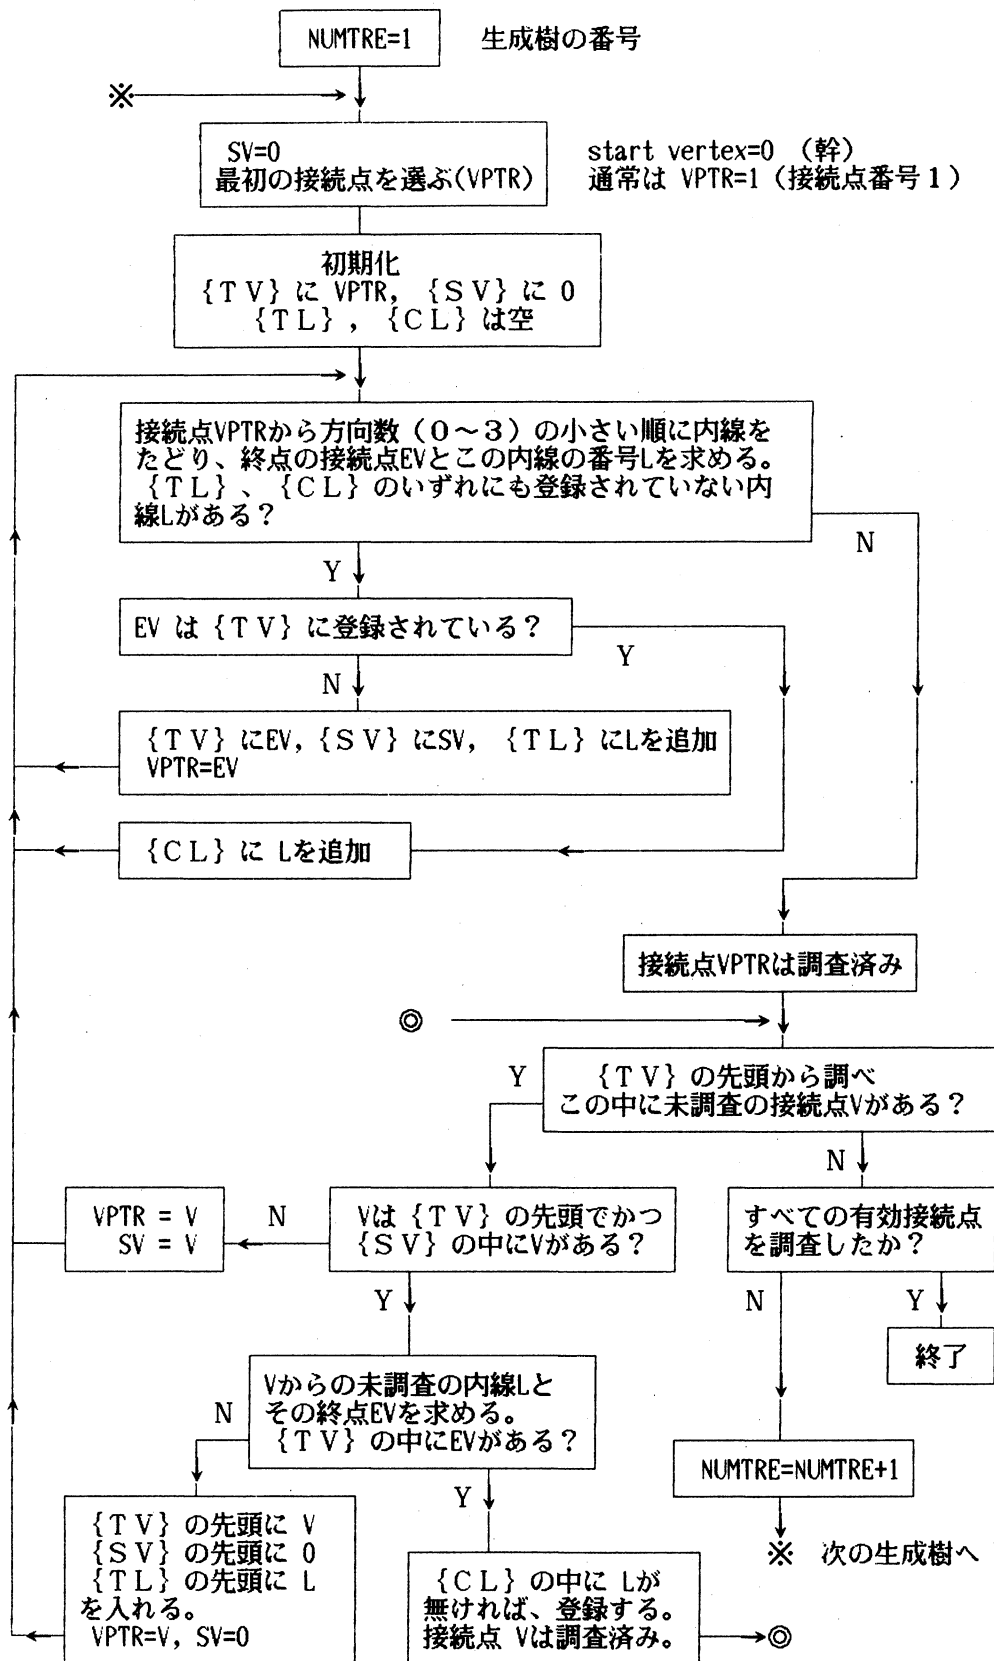 NUMTRE=1 生成樹の番号
※
SV=0
最初の接続点を選ぶ(VPTR)
start vertex=0 (幹)
通常は VPTR=1 (接続点番号1)
初期化
{TV} に VPTR, {SV} に 0
{TL} , {CL} は空
接続点VPTRから方向数(0~3)の小さい順に内線を
たどり、終点の接続点EVとこの内線の番号Lを求める。
{TL}、{CL}のいずれにも登録されていない内
線Lがある?
N
Y
EV は {TV} に登録されている?
Y
N
{TV} にEV, {SV} にSV, {TL} にLを追加
VPTR=EV
{CL} に Lを追加
接続点VPTRは調査済み
◎
{TV} の先頭から調べ
この中に未調査の接続点Vがある?
Y
N
VPTR = V
SV = V
N
Vは {TV} の先頭でかつ
{SV} の中にVがある?
すべての有効接続点
を調査したか?
Y
N
Y
終了
Vからの未調査の内線Lと
その終点EVを求める。
{TV} の中にEVがある?
N
Y
NUMTRE=NUMTRE+1
※ 次の生成樹へ
{TV} の先頭に V
{SV} の先頭に 0
{TL} の先頭に L
を入れる。
VPTR=V, SV=0
{CL} の中に Lが
無ければ、登録する。
接続点 Vは調査済み。
◎